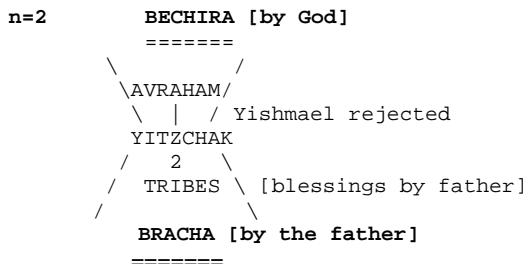 n=2 BECHIRA [by God]
=======
\ /
\AVRAHAM/
\ | / Yishmael rejected
YITZCHAK
/ 2 \
/ TRIBES \ [blessings by father]
/ \
BRACHA [by the father]
=======